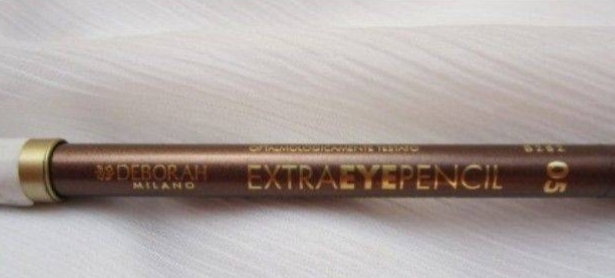 OFTALMOLOGICAMENTE TESTATO
DEBORAH
MILANO
EXTRAEYEPENCIL
05